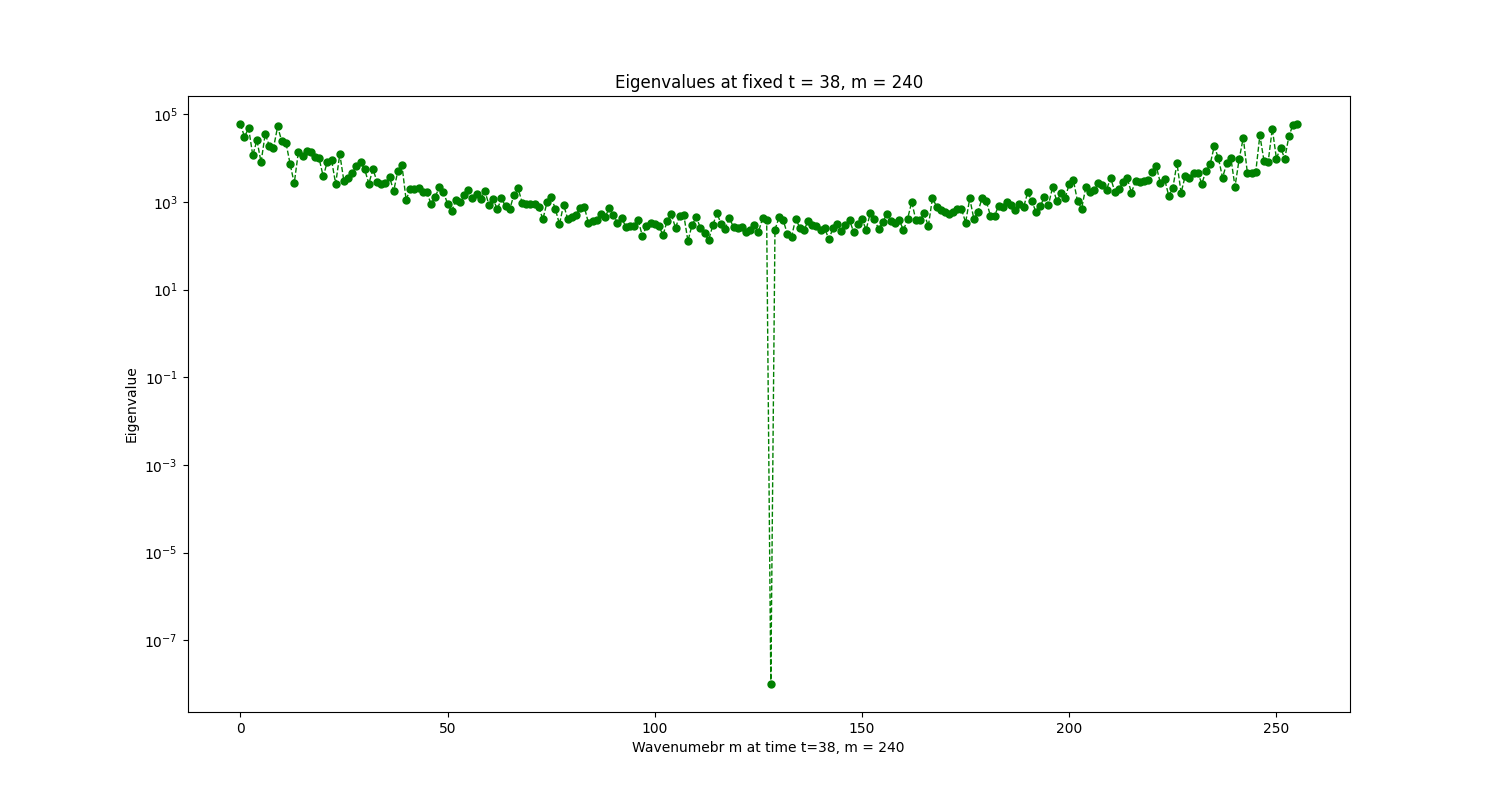 Eigenvalues at fixed t = 38, m = 240
10^5
10^3
10^1
10^-1
10^-3
10^-5
10^-7
Eigenvalue
0 50 100 150 200 250
Wavenumebr m at time t=38, m = 240